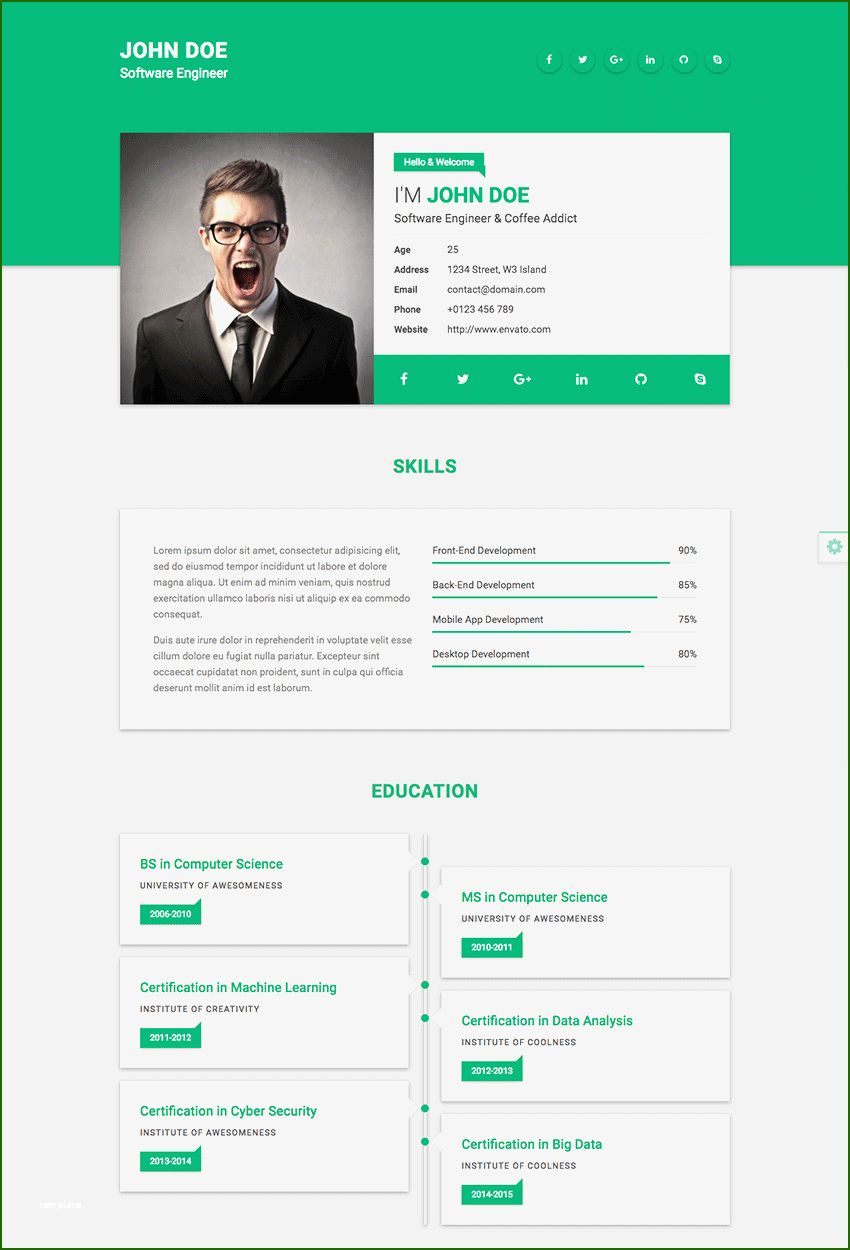 JOHN DOE
Software Engineer
Hello & Welcome
I'M JOHN DOE
Software Engineer & Coffee Addict
Age 25
Address 1234 Street, W3 Island
Email contact@domain.com
Phone +0123 456 789
Website http://www.envato.com
SKILLS
Lorem ipsum dolor sit amet, consectetur adipisicing elit,
sed do eiusmod tempor incididunt ut labore et dolore
magna aliqua. Ut enim ad minim veniam, quis nostrud
exercitation ullamco laboris nisi ut aliquip ex ea commodo
consequat.
Duis aute irure dolor in reprehenderit in voluptate velit esse
cillum dolore eu fugiat nulla pariatur. Excepteur sint
occaecat cupidatat non proident, sunt in culpa qui officia
deserunt mollit anim id est laborum.
Front-End Development 90%
Back-End Development 85%
Mobile App Development 75%
Desktop Development 80%
EDUCATION
BS in Computer Science
UNIVERSITY OF AWESOMENESS
2006-2010
MS in Computer Science
UNIVERSITY OF AWESOMENESS
2010-2011
Certification in Machine Learning
INSTITUTE OF CREATIVITY
2011-2012
Certification in Data Analysis
INSTITUTE OF COOLNESS
2012-2013
Certification in Cyber Security
INSTITUTE OF AWESOMENESS
2013-2014
Certification in Big Data
INSTITUTE OF COOLNESS
2014-2015
template